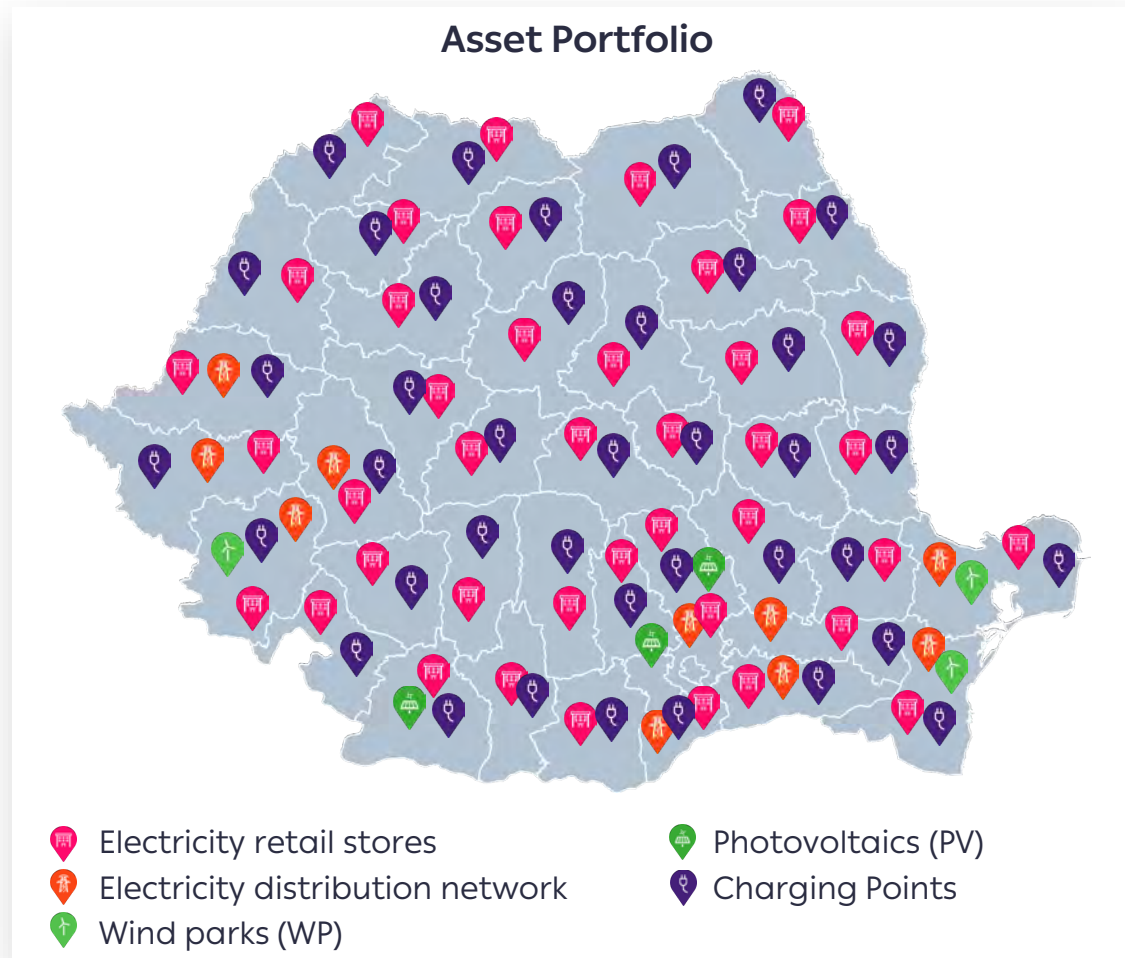 Asset Portfolio
Electricity retail stores
Electricity distribution network
Wind parks (WP)
Photovoltaics (PV)
Charging Points